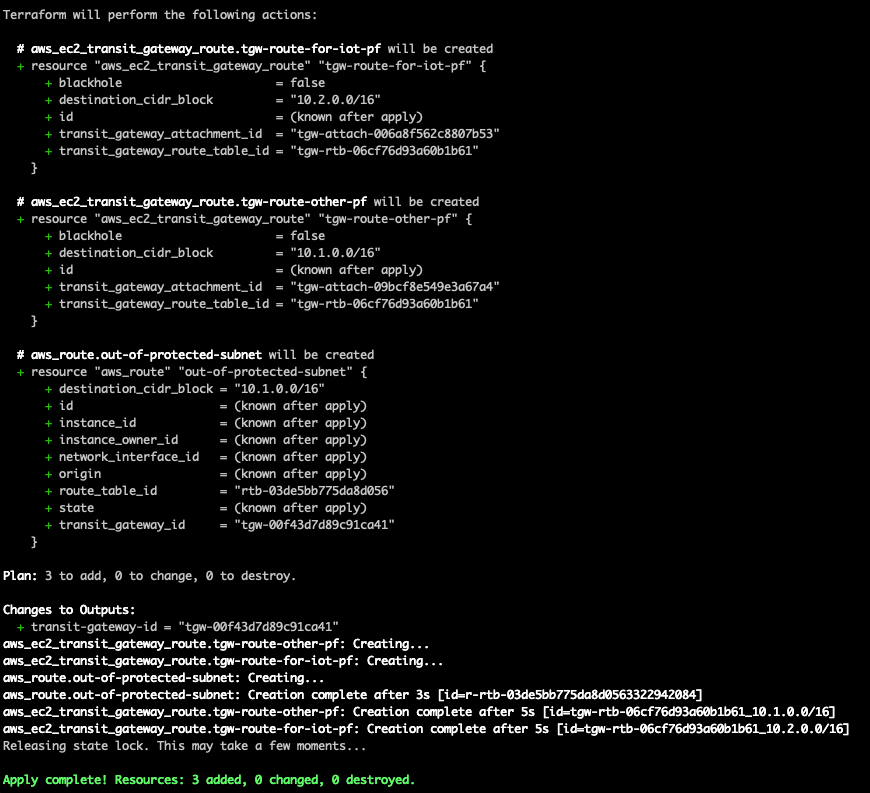 Terraform will perform the following actions:
# aws_ec2_transit_gateway_route.tgw-route-for-iot-pf will be created
+ resource "aws_ec2_transit_gateway_route" "tgw-route-for-iot-pf" {
+ blackhole = false
+ destination_cidr_block = "10.2.0.0/16"
+ id = (known after apply)
+ transit_gateway_attachment_id = "tgw-attach-006a8f562c8807b53"
+ transit_gateway_route_table_id = "tgw-rtb-06cf76d93a60b1b61"
}
# aws_ec2_transit_gateway_route.tgw-route-other-pf will be created
+ resource "aws_ec2_transit_gateway_route" "tgw-route-other-pf" {
+ blackhole = false
+ destination_cidr_block = "10.1.0.0/16"
+ id = (known after apply)
+ transit_gateway_attachment_id = "tgw-attach-09bcf8e549e3a67a4"
+ transit_gateway_route_table_id = "tgw-rtb-06cf76d93a60b1b61"
}
# aws_route.out-of-protected-subnet will be created
+ resource "aws_route" "out-of-protected-subnet" {
+ destination_cidr_block = "10.1.0.0/16"
+ id = (known after apply)
+ instance_id = (known after apply)
+ instance_owner_id = (known after apply)
+ network_interface_id = (known after apply)
+ origin = (known after apply)
+ route_table_id = "rtb-03de5bb775da8d056"
+ state = (known after apply)
+ transit_gateway_id = "tgw-00f43d7d89c91ca41"
}
Plan: 3 to add, 0 to change, 0 to destroy.
Changes to Outputs:
+ transit-gateway-id = "tgw-00f43d7d89c91ca41"
aws_ec2_transit_gateway_route.tgw-route-other-pf: Creating...
aws_ec2_transit_gateway_route.tgw-route-for-iot-pf: Creating...
aws_route.out-of-protected-subnet: Creating...
aws_route.out-of-protected-subnet: Creation complete after 3s [id=r-rtb-03de5bb775da8d0563322942084]
aws_ec2_transit_gateway_route.tgw-route-other-pf: Creation complete after 5s [id=tgw-rtb-06cf76d93a60b1b61_10.1.0.0/16]
aws_ec2_transit_gateway_route.tgw-route-for-iot-pf: Creation complete after 5s [id=tgw-rtb-06cf76d93a60b1b61_10.2.0.0/16]
Releasing state lock. This may take a few moments...
Apply complete! Resources: 3 added, 0 changed, 0 destroyed.